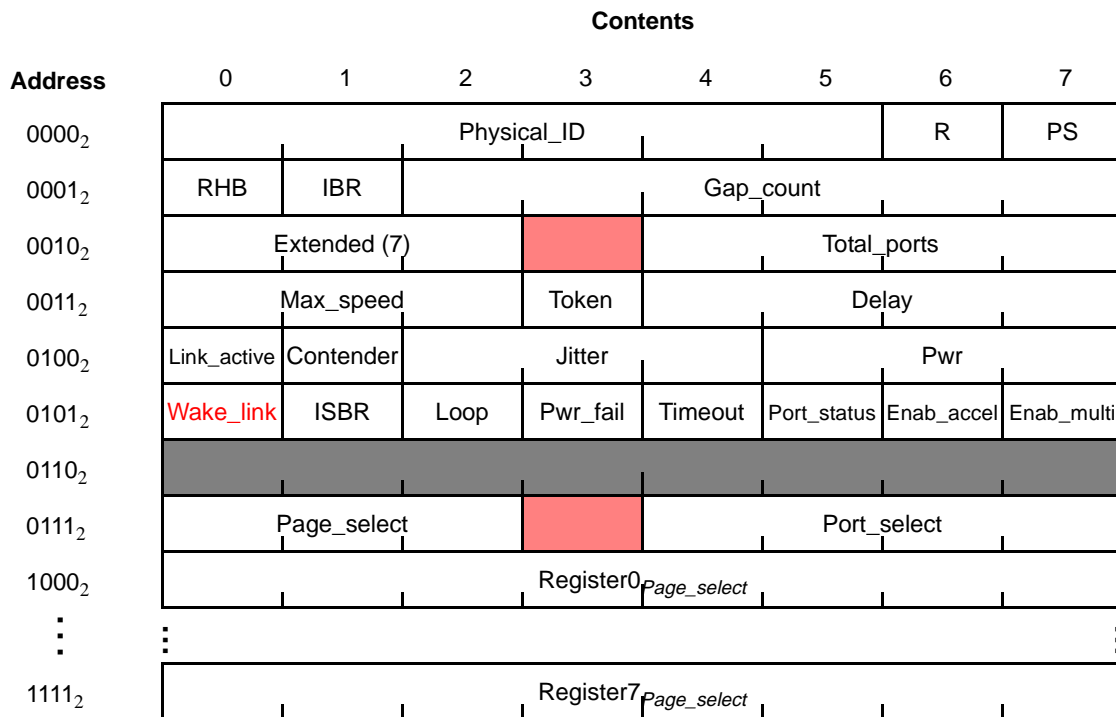 Contents
Address 0 1 2 3 4 5 6 7
0000₂ Physical_ID R PS
0001₂ RHB IBR Gap_count
0010₂ Extended (7) Total_ports
0011₂ Max_speed Token Delay
0100₂ Link_active Contender Jitter Pwr
0101₂ Wake_link ISBR Loop Pwr_fail Timeout Port_status Enab_accel Enab_multi
0110₂
0111₂ Page_select Port_select
1000₂ Register0Page_select
⋮ ⋮ ⋮
1111₂ Register7Page_select